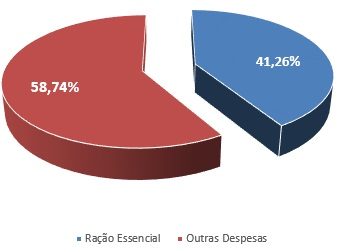 41,26%
58,74%
Ração Essencial Outras Despesas